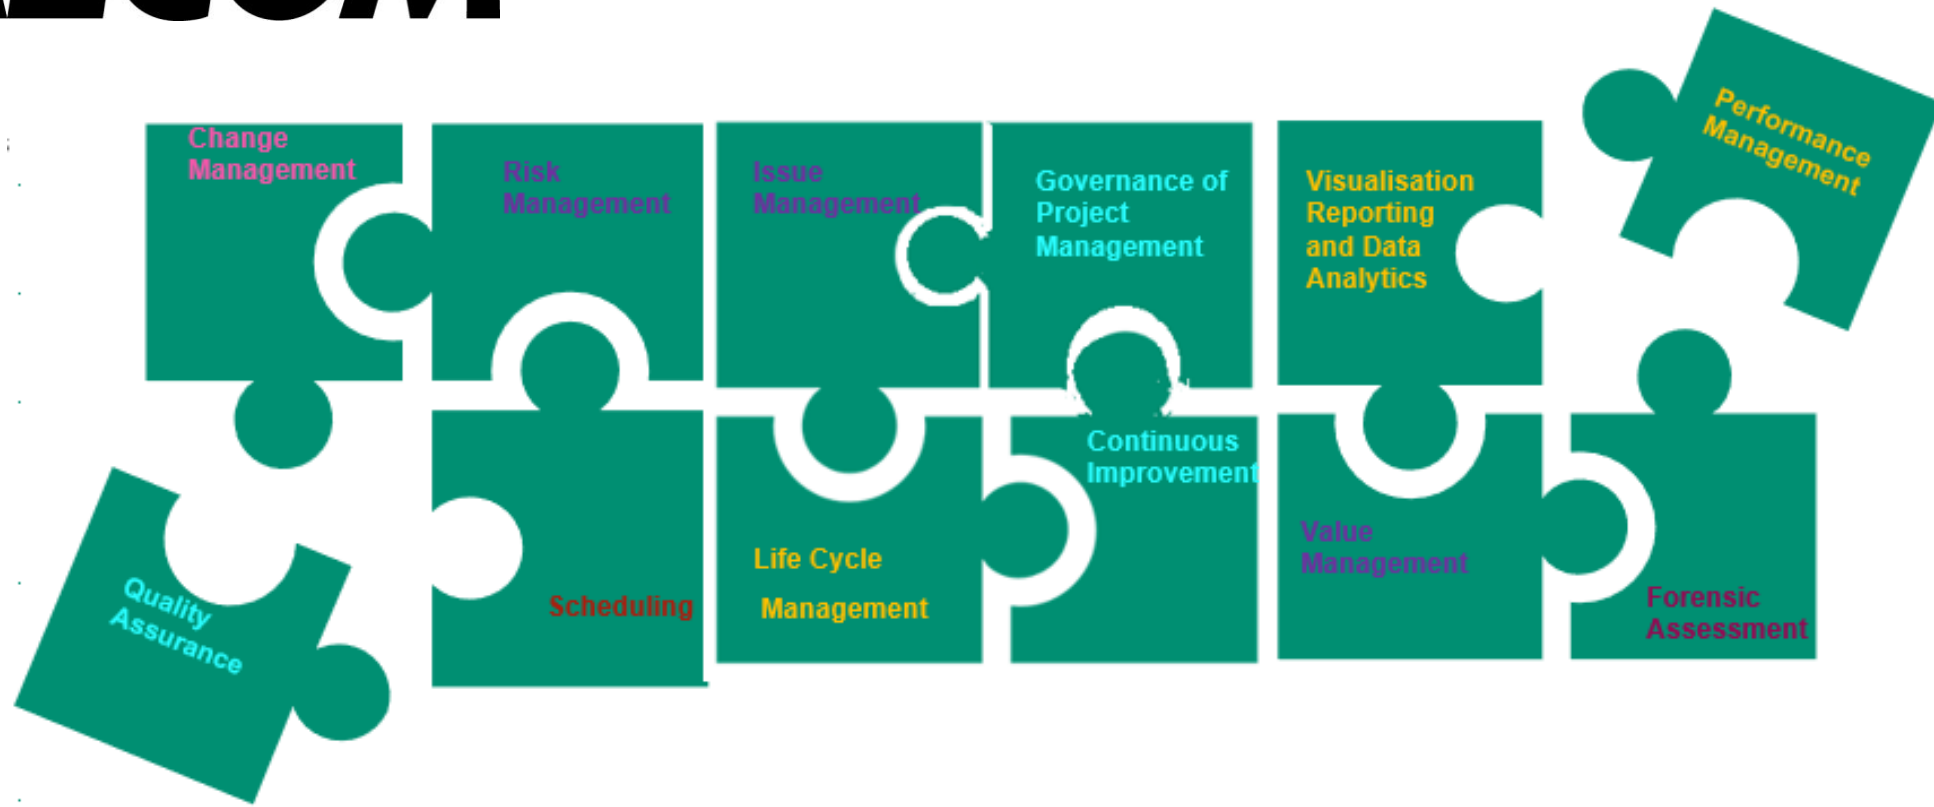 Change
Management
Risk
Management
Issue
Management
Governance of
Project
Management
Visualisation
Reporting
and Data
Analytics
Performance
Management
Quality
Assurance
Scheduling
Life Cycle
Management
Continuous
Improvement
Value
Management
Forensic
Assessment